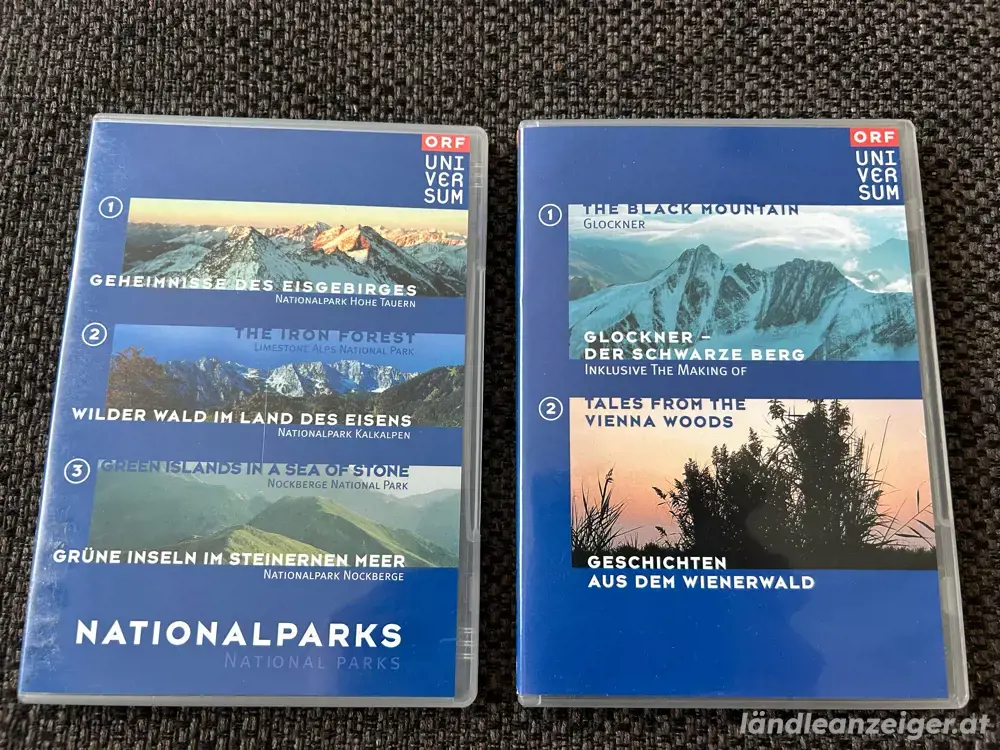 ORF
UNI
VER
SUM
1
GEHEIMNISSE DES EISGEBIRGES
NATIONALPARK HOHE TAUERN
2
THE IRON FOREST
LIMESTONE ALPS NATIONAL PARK
WILDER WALD IM LAND DES EISENS
NATIONALPARK KALKALPEN
3
GREEN ISLANDS IN A SEA OF STONE
NOCKBERGE NATIONAL PARK
GRÜNE INSELN IM STEINERNEN MEER
NATIONALPARK NOCKBERGE
NATIONALPARKS
NATIONAL PARKS
ORF
UNI
VER
SUM
1
THE BLACK MOUNTAIN
GLOCKNER
GLOCKNER –
DER SCHWARZE BERG
INKLUSIVE THE MAKING OF
2
TALES FROM THE
VIENNA WOODS
GESCHICHTEN
AUS DEM WIENERWALD
ländleanzeiger.at